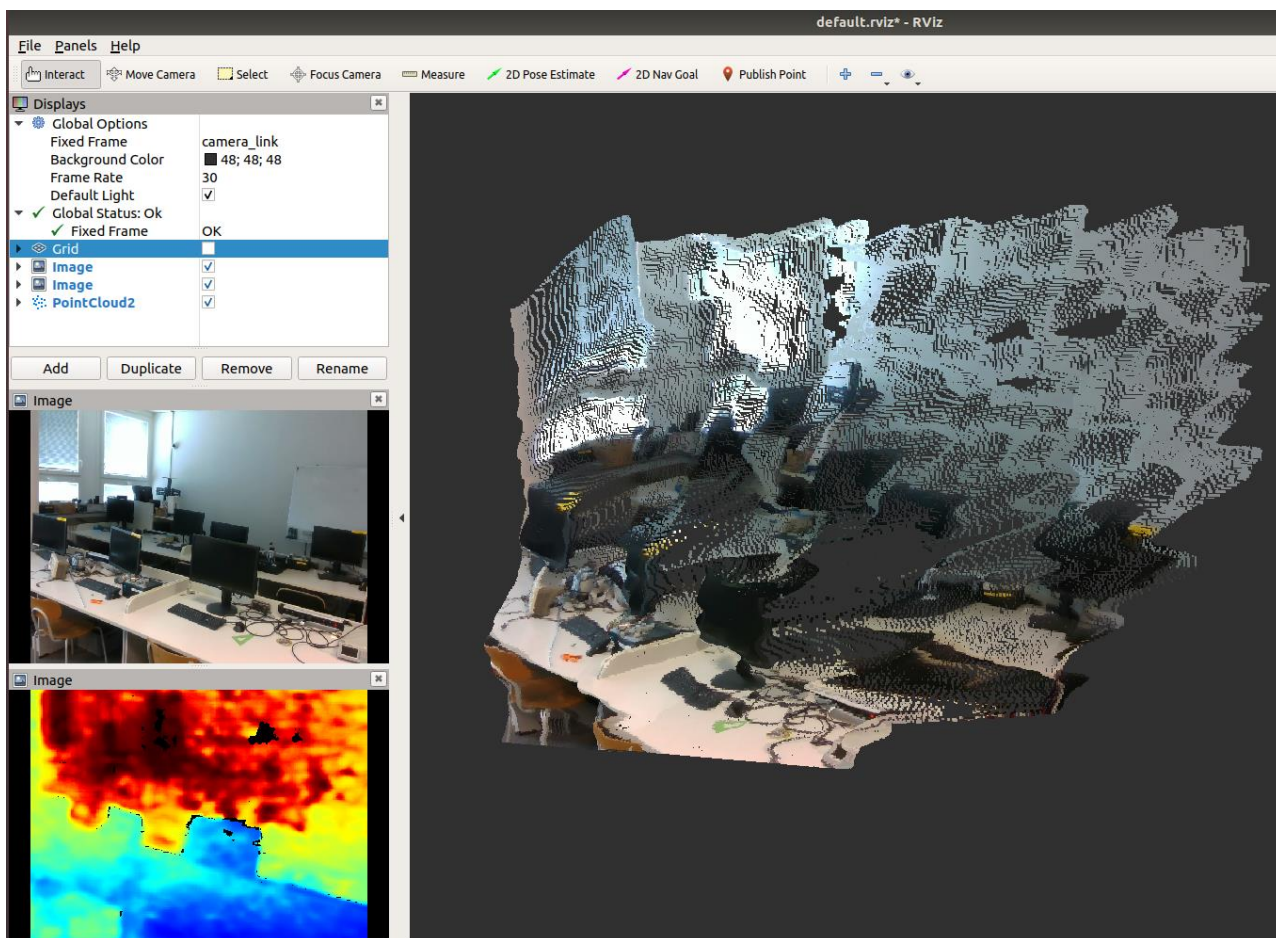 default.rviz* - RViz
File Panels Help
Interact Move Camera Select Focus Camera Measure 2D Pose Estimate 2D Nav Goal Publish Point
Displays
Global Options
Fixed Frame camera_link
Background Color 48; 48; 48
Frame Rate 30
Default Light
Global Status: Ok
Fixed Frame OK
Grid
Image
Image
PointCloud2
Add Duplicate Remove Rename
Image
Image